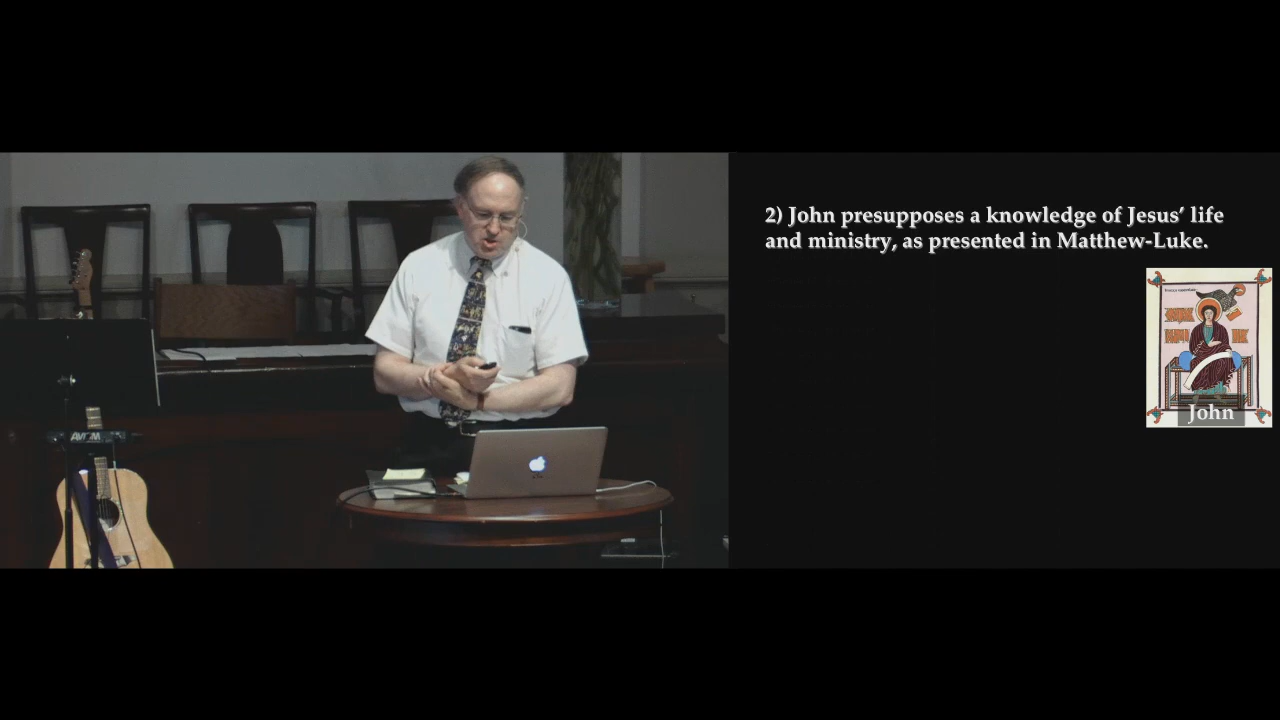 2) John presupposes a knowledge of Jesus’ life
and ministry, as presented in Matthew-Luke.
John